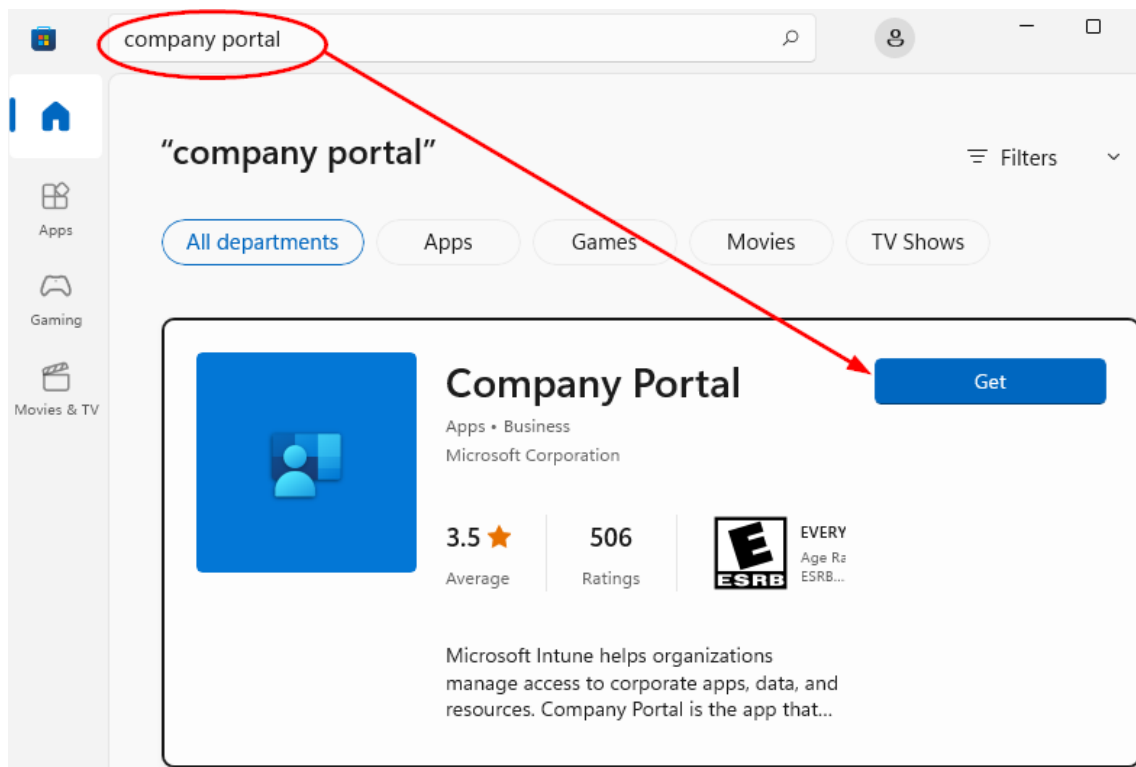 company portal
“company portal”
Filters
All departments
Apps
Games
Movies
TV Shows
Apps
Gaming
Movies & TV
Company Portal
Get
Apps • Business
Microsoft Corporation
3.5
506
Average
Ratings
E
ESRB
EVERY
Age Ra
ESRB...
Microsoft Intune helps organizations
manage access to corporate apps, data, and
resources. Company Portal is the app that...